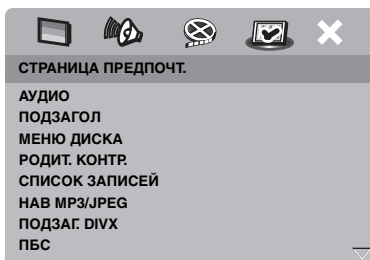 СТРАНИЦА ПРЕДПОЧТ.
АУДИО
ПОДЗАГОЛ
МЕНЮ ДИСКА
РОДИТ. КОНТР.
СПИСОК ЗАПИСЕЙ
НАВ MP3/JPEG
ПОДЗАГ. DIVX
ПБС